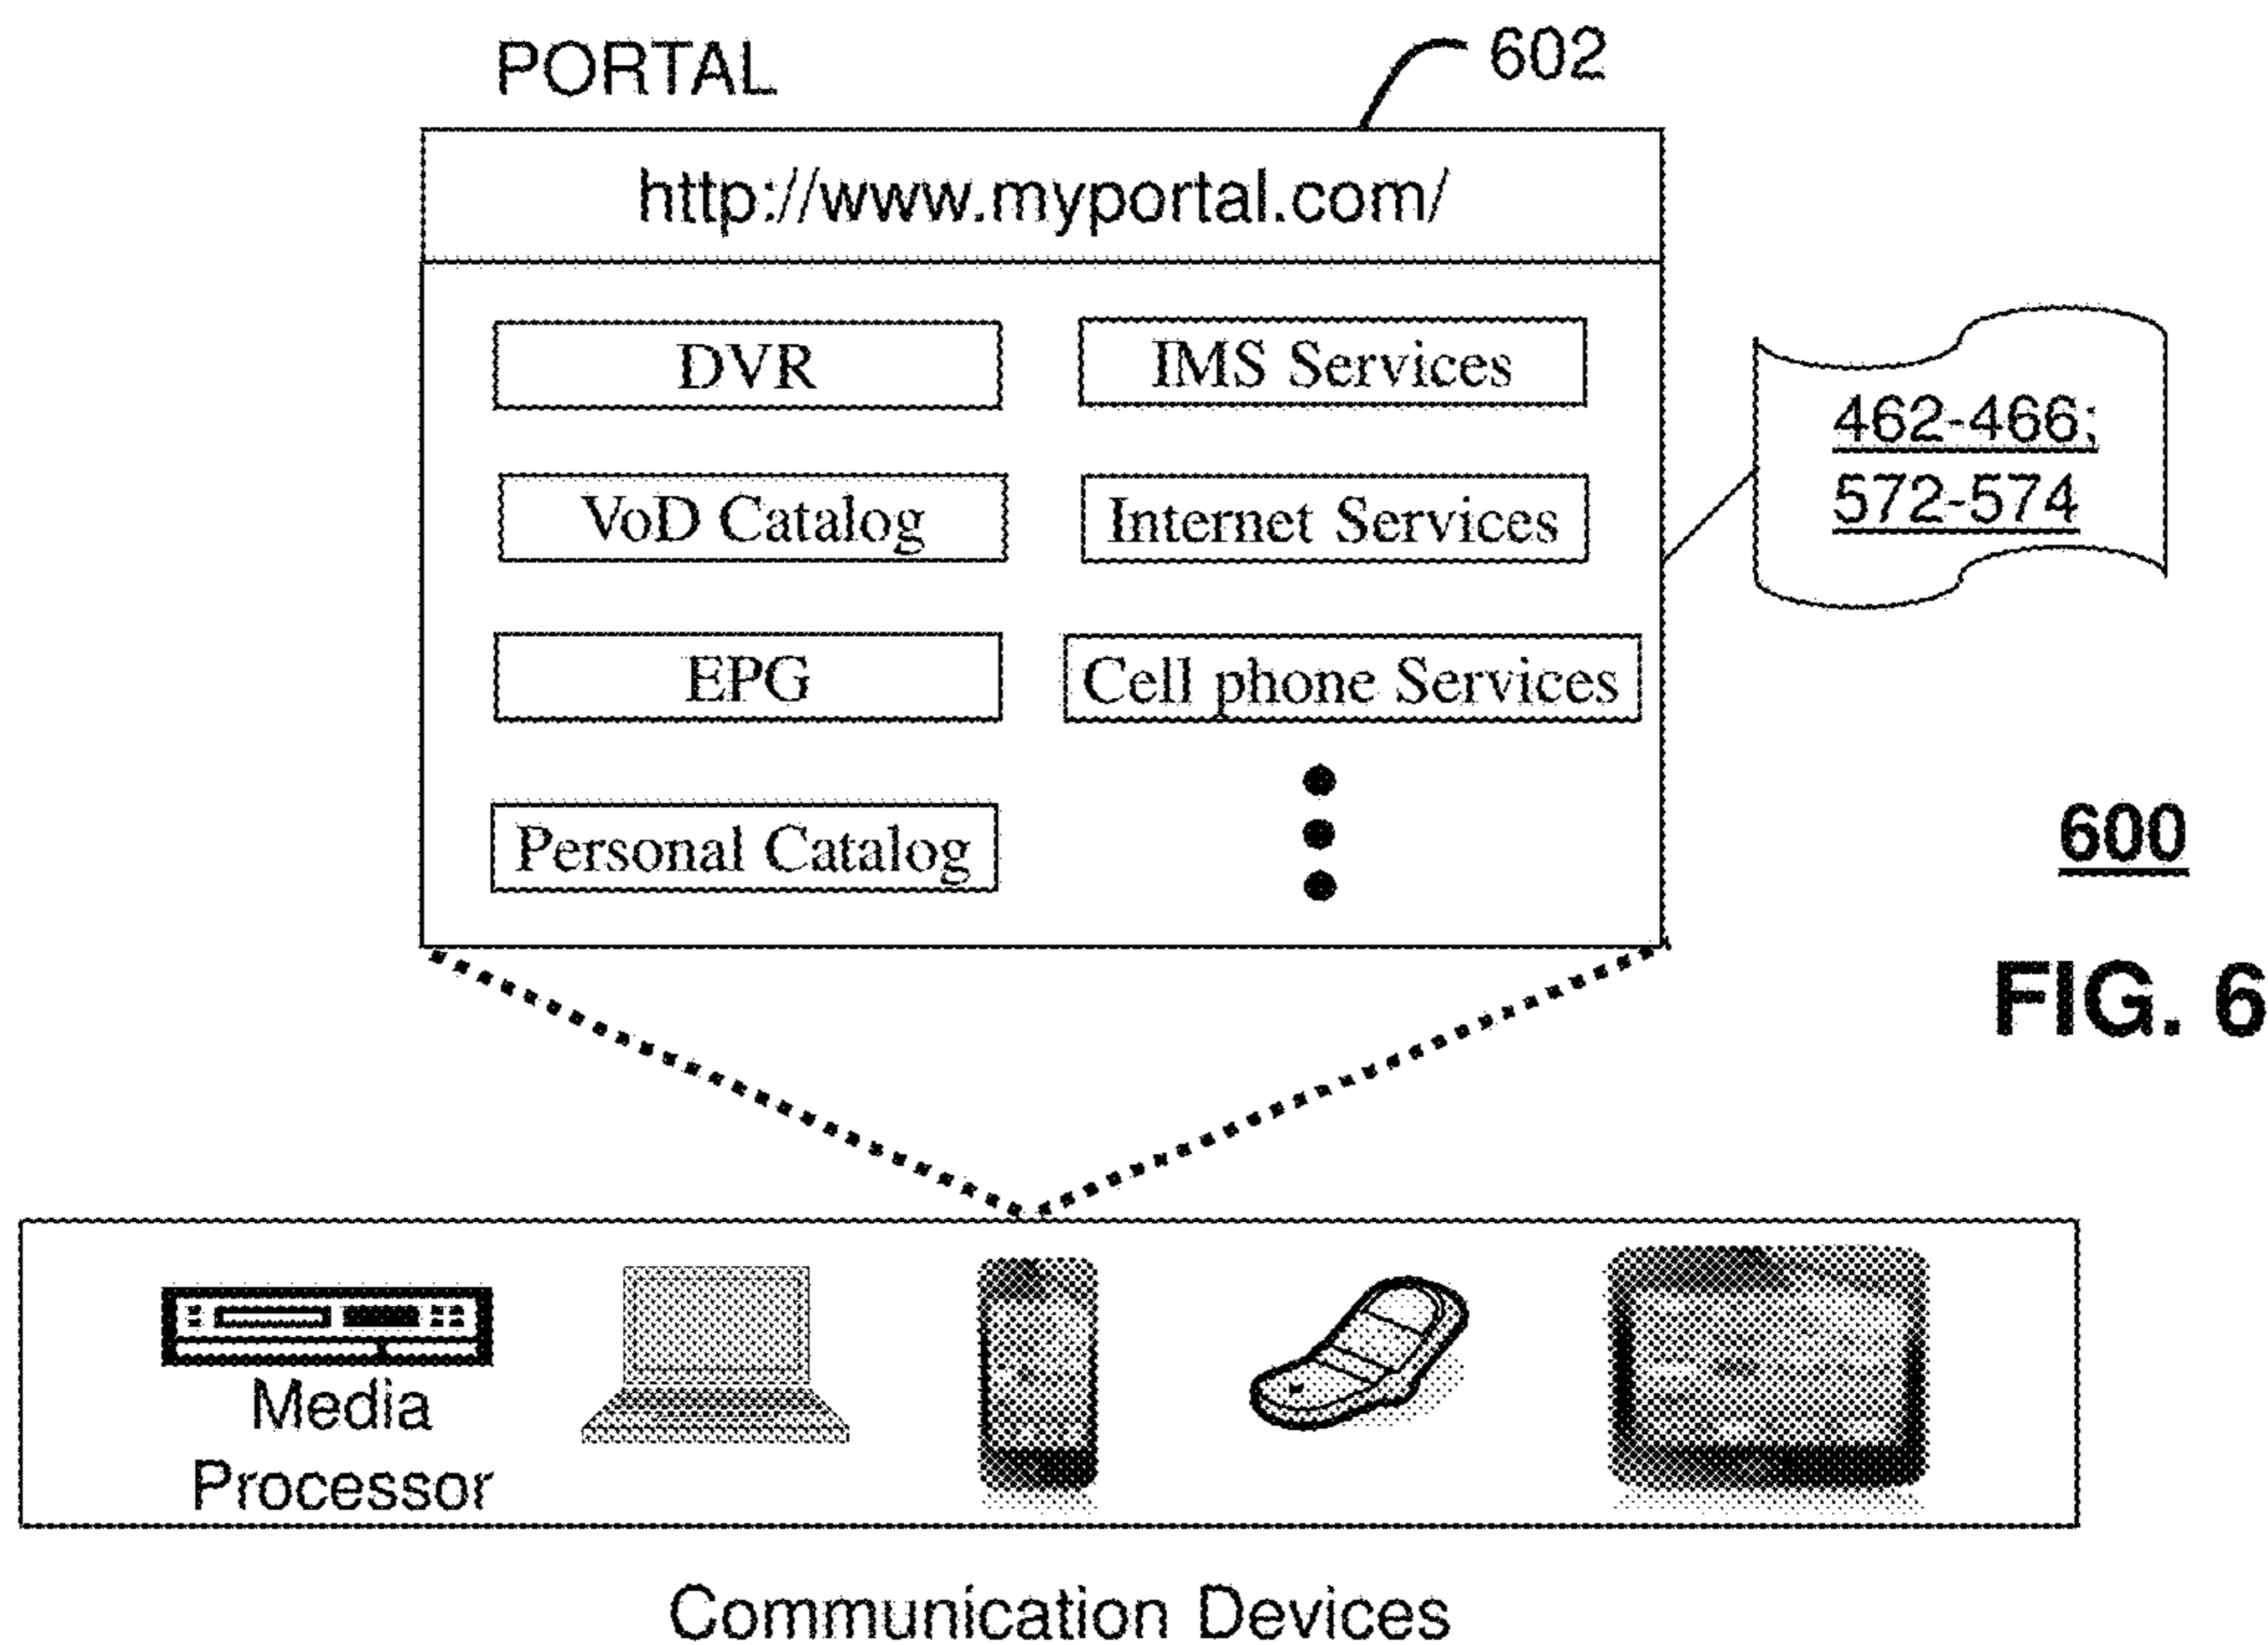 PORTAL
602
http://www.myportal.com/
DVR
IMS Services
VoD Catalog
Internet Services
EPG
Cell phone Services
Personal Catalog
462-466;
572-574
600
FIG. 6
Media
Processor
Communication Devices